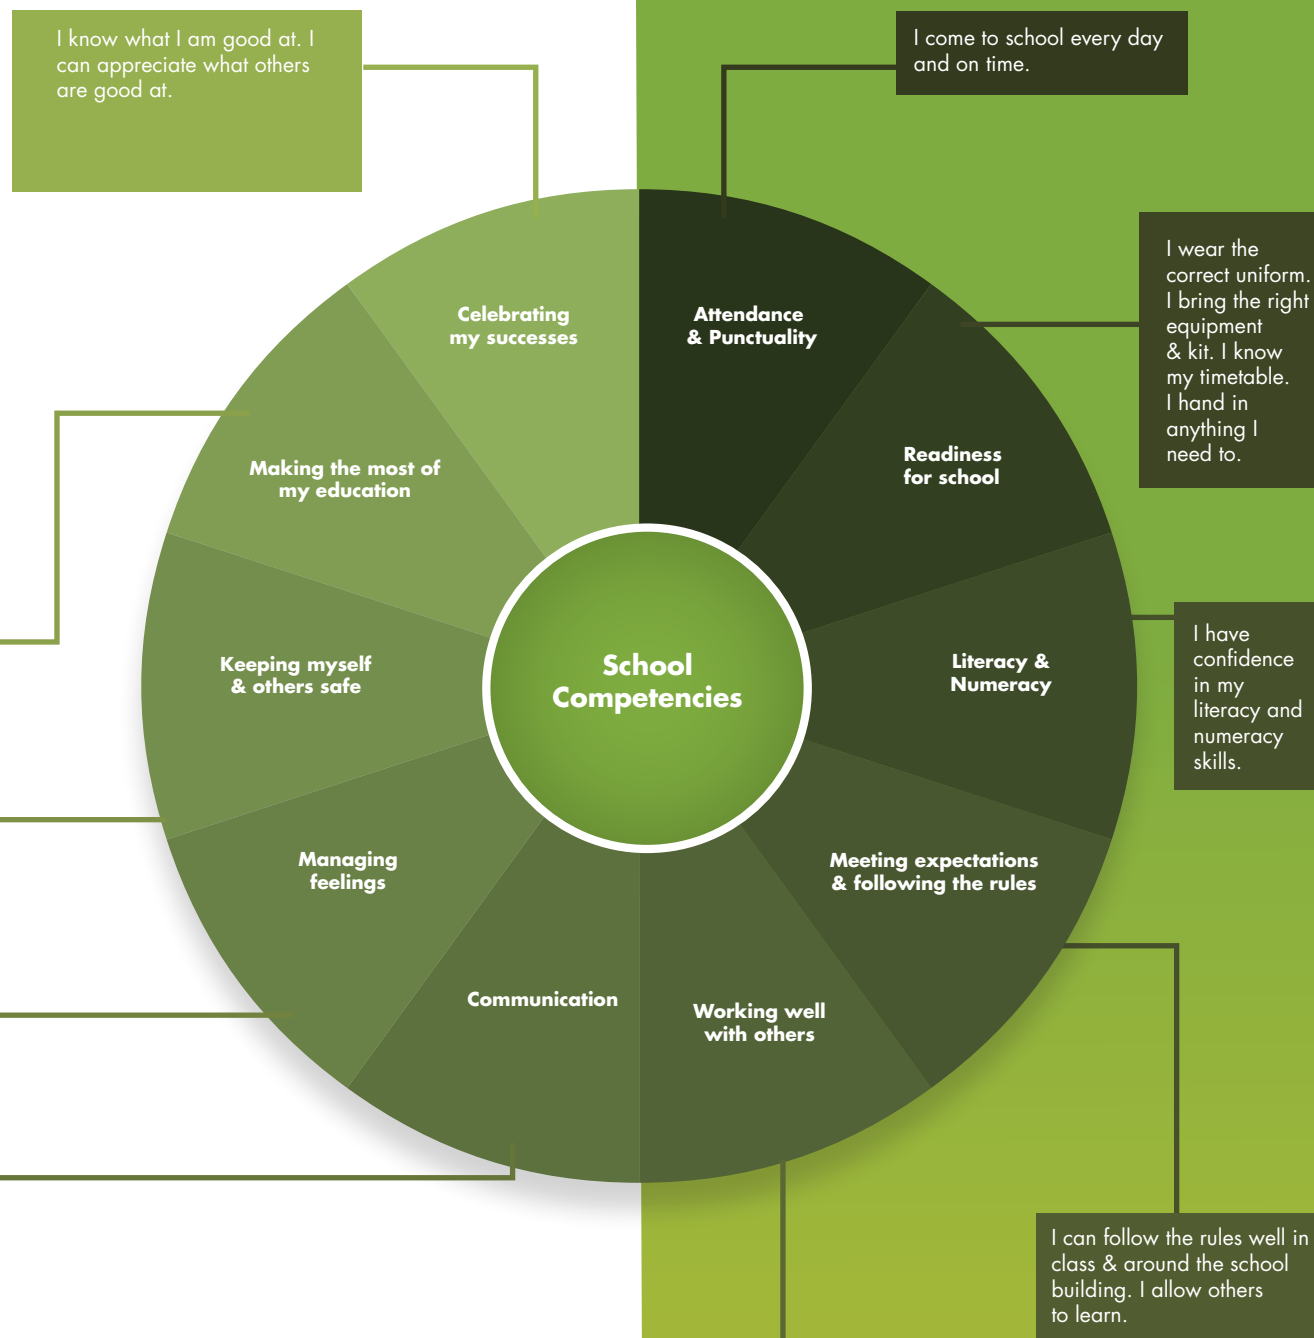 I know what I am good at. I
can appreciate what others
are good at.
I come to school every day
and on time.
I wear the
correct uniform.
I bring the right
equipment
& kit. I know
my timetable.
I hand in
anything I
need to.
Celebrating
my successes
Attendance
& Punctuality
Making the most of
my education
Readiness
for school
Keeping myself
& others safe
School
Competencies
Literacy &
Numeracy
I have
confidence
in my
literacy and
numeracy
skills.
Managing
feelings
Meeting expectations
& following the rules
Communication
Working well
with others
I can follow the rules well in
class & around the school
building. I allow others
to learn.